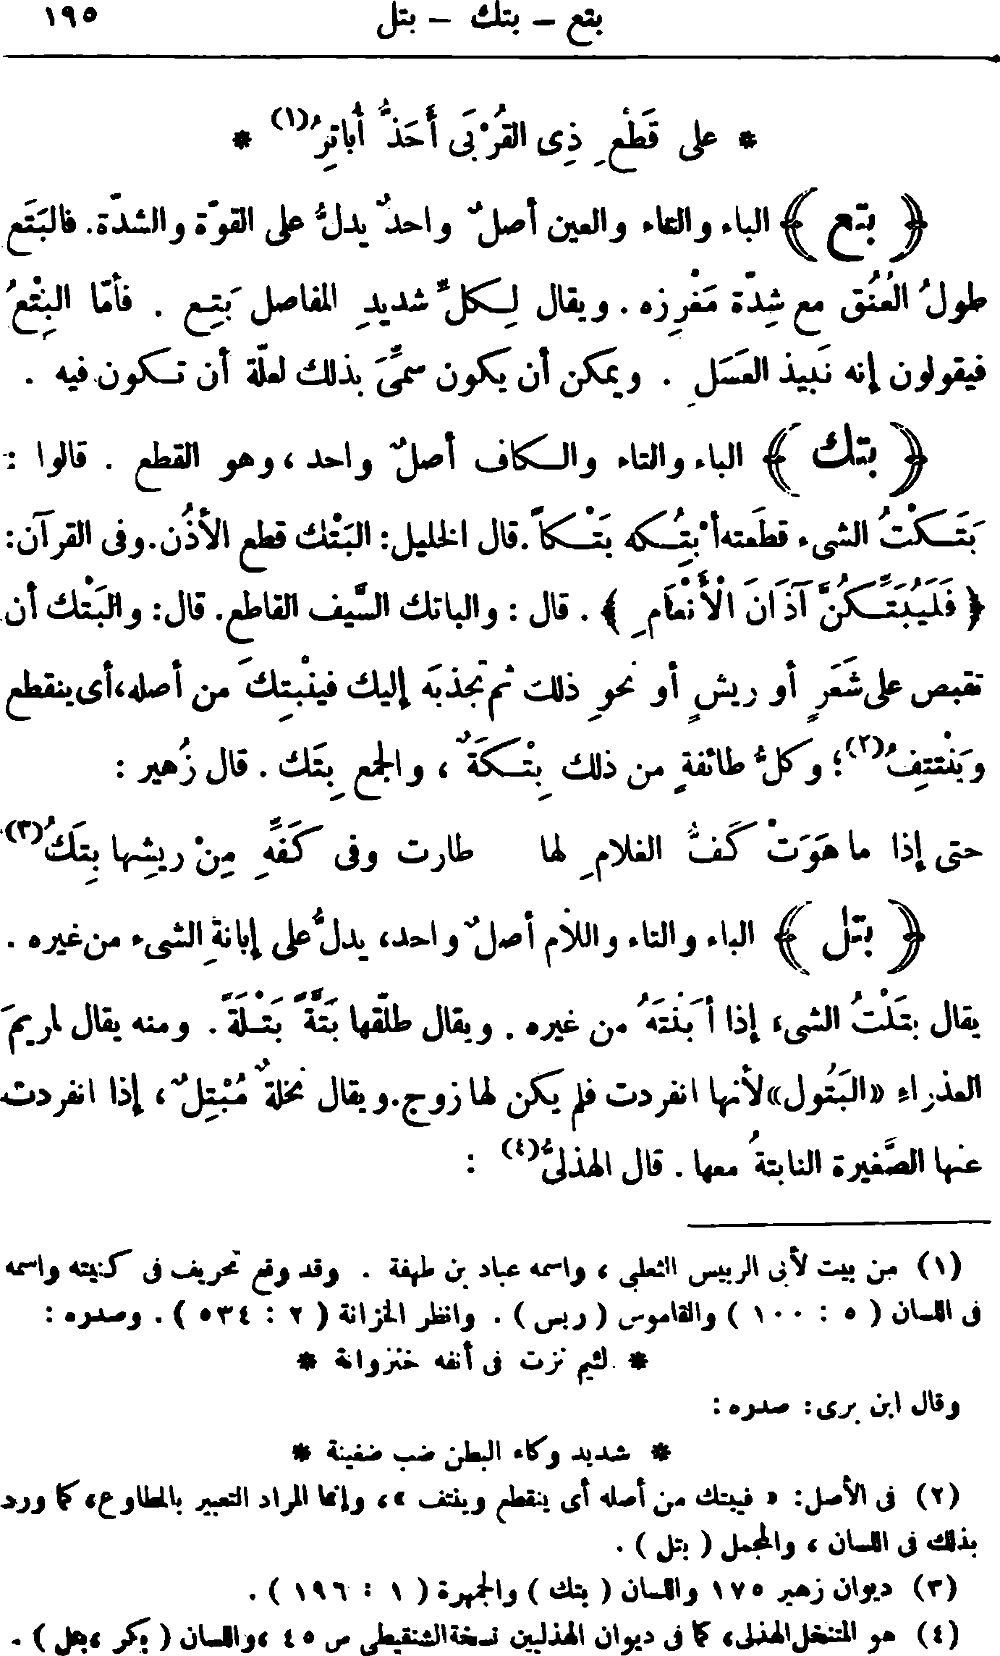 بتع – بتك – بتل ١٩٥
* على قَطْعِ ذِى القُرْبَى أَحَذُّ أُباتِرُ(١) *
﴿ بتع ﴾ الباء والتاء والعين أصلٌ واحدٌ يدلُّ على القوّة والشدّة. فالبَتَع
طولُ العُنُق مع شِدّة مَغْرِزه . ويقال لِكلِّ شديدِ المفاصل بَتِع . فأمّا البِتْعُ
فيقولون إنه نَبيذ العَسَلِ . ويمكن أن يكون سمِّىَ بذلك لعلّة أن تكون فيه .
﴿ بتك ﴾ الباء والتاء والكاف أصلٌ واحد، وهو القطع . قالوا :
بَتَكْتُ الشىء قطَعته أَبْتِكه بَتْكاً. قال الخليل: البَتْك قطع الأذُن. وفى القرآن:
﴿ فَلَيُبَتِّكُنَّ آذَانَ الْأَنْعَامِ ﴾ . قال : والباتك السَّيف القاطع. قال: والبَتْك أن
تقبِض على شَعَرٍ أو ريشٍ أو نحوِ ذلك ثم تجذبَه إليك فينْبتِكَ من أصله، أى ينقطع
وَيَنْتتِفُ(٢)؛ وكلُّ طائفةٍ من ذلك بِتْكَةٌ، والجمع بِتَك . قال زُهير :
حتى إذا ما هَوَتْ كَفُّ الغلامِ لها طارت وفى كَفِّهِ مِنْ ريشِها بِتَكُ(٣)
﴿ بتل ﴾ الباء والتاء واللام أصلٌ واحد، يدلُّ على إبانةِ الشىء من غيره .
يقال بتَلْتُ الشىء إذا أبَنْتَهُ من غيره . ويقال طلّقها بَتَّةً بَتْلَةً . ومنه يقال لمريمَ
العذراءِ «البَتُول» لأنها انفردت فلم يكن لها زوج. ويقال نخلةٌ مُبْتِلٌ، إذا انفردت
عنها الصَّغيرة النابتةُ معها . قال الهذلىُّ(٤) :
(١) من بيت لأبى الربيس الثعلبى ، واسمه عباد بن طهفة . وقد وقع تحريف فى كنيته واسمه
فى اللسان ( ٥ : ١٠٠ ) والقاموس ( ربس ) . وانظر الخزانة ( ٢ : ٥٣٤ ) . وصدره :
* لئيم نزت فى أنفه خنزوانة *
وقال ابن برى: صدره :
* شديد وكاء البطن ضب ضغينة *
(٢) فى الأصل: « فيبتك من أصله أى ينقطع وينتف »، وإنما المراد التعبير بالمطاوع، كما ورد
بذلك فى اللسان ، والمجمل ( بتل ) .
(٣) ديوان زهير ١٧٥ واللسان ( بتك ) والجمهرة ( ١ : ١٩٦ ) .
(٤) هو المتنخل الهذلى، كما فى ديوان الهذليين نسخة الشنقيطى ص ٤٥ ، واللسان ( بكر ، بتل ) .